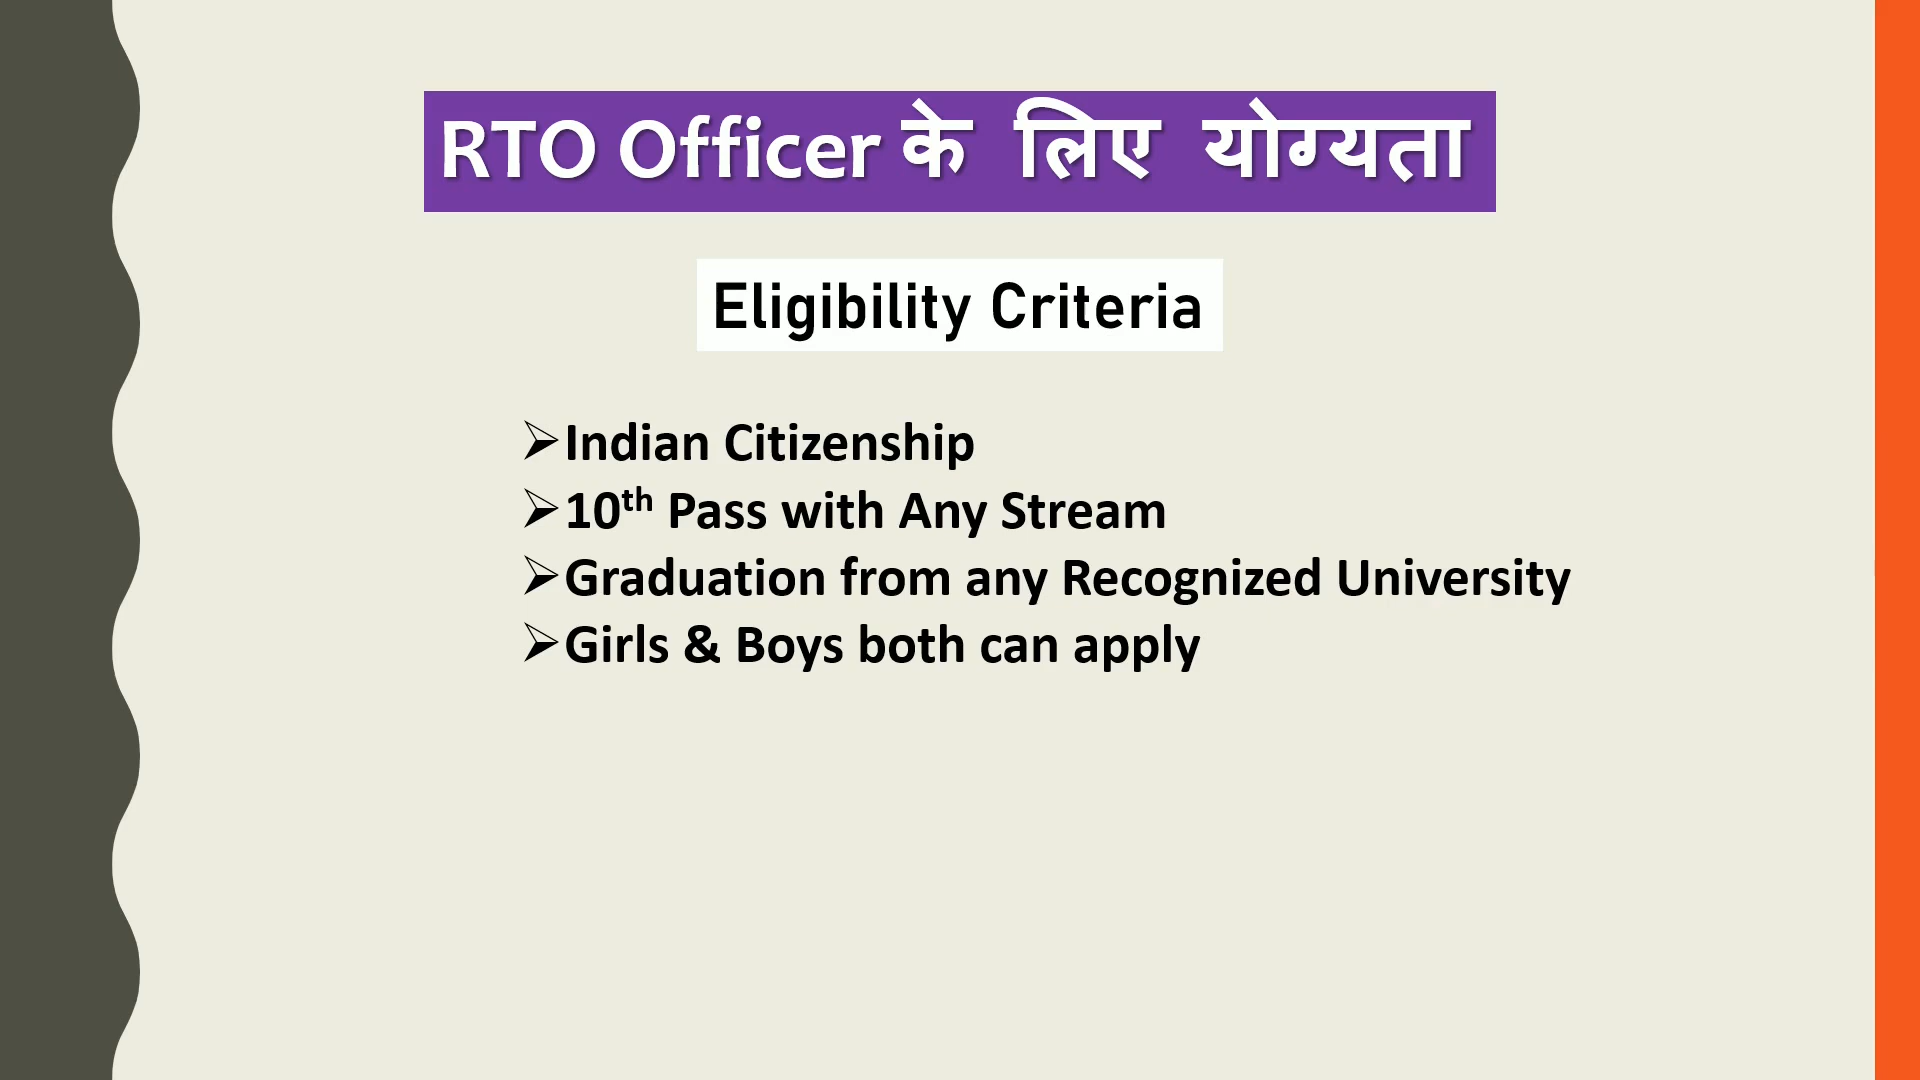 RTO Officer के लिए योग्यता
Eligibility Criteria
➢Indian Citizenship
➢10th Pass with Any Stream
➢Graduation from any Recognized University
➢Girls & Boys both can apply